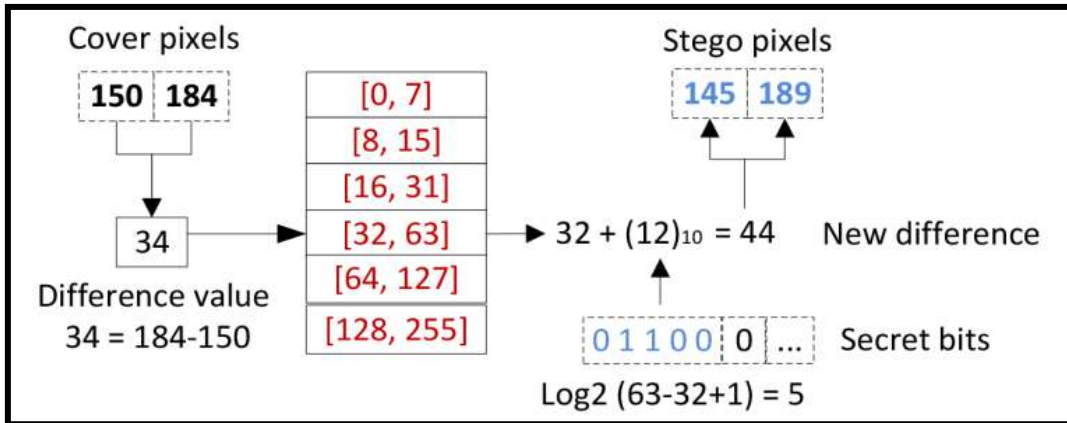 Cover pixels
150 184
34
Difference value
34 = 184-150
[0, 7]
[8, 15]
[16, 31]
[32, 63]
[64, 127]
[128, 255]
Stego pixels
145 189
32 + (12)₁₀ = 44 New difference
0 1 1 0 0 0 ... Secret bits
Log2 (63-32+1) = 5